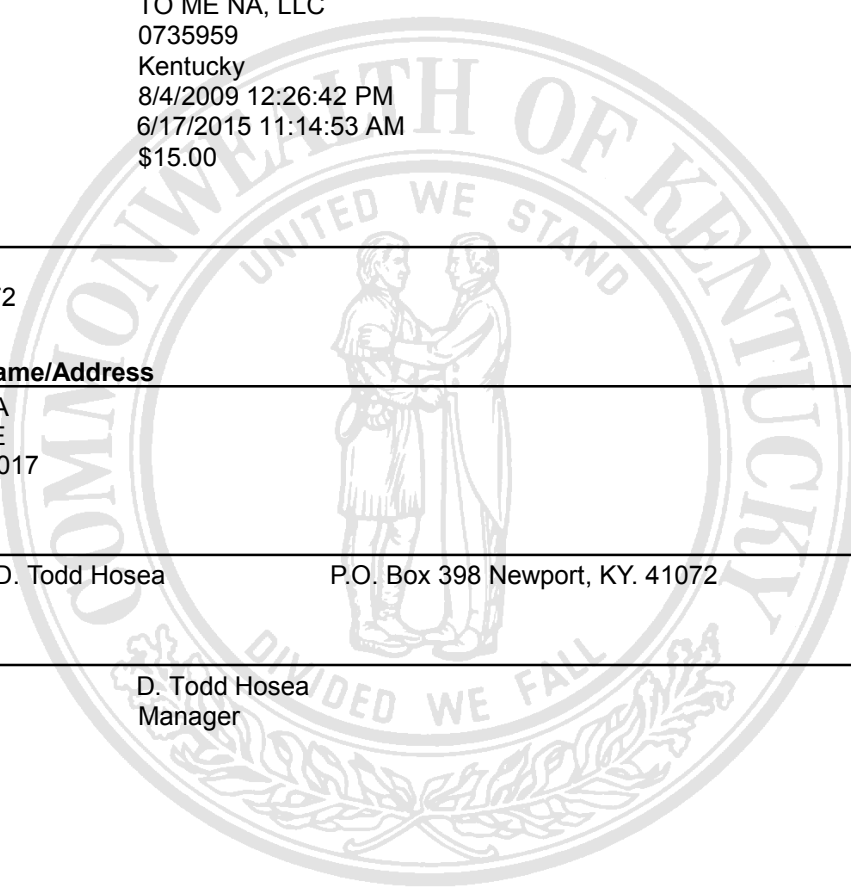 TO ME NA, LLC
0735959
Kentucky
8/4/2009 12:26:42 PM
6/17/2015 11:14:53 AM
$15.00
COMMONWEALTH OF KENTUCKY
UNITED WE STAND
72
ame/Address
A
E
017
D. Todd Hosea P.O. Box 398 Newport, KY. 41072
DIVIDED WE FALL
D. Todd Hosea
Manager